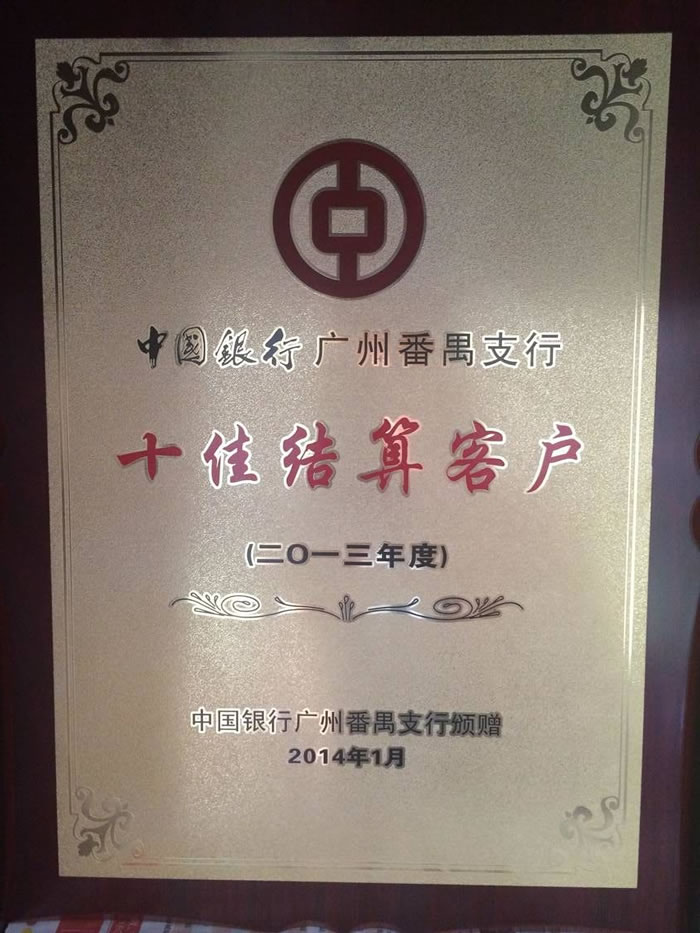 中国银行 广州番禺支行
十佳结算客户
(二〇一三年度)
中国银行广州番禺支行颁赠
2014年1月